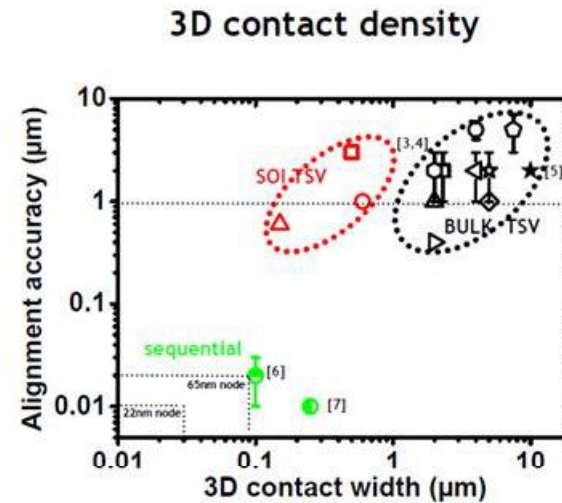 3D contact density
Alignment accuracy (µm)
10
1
0.1
0.01
SOI TSV
[3,4]
[5]
BULK TSV
sequential
[6]
65nm node
22nm node
[7]
0.01 0.1 1 10
3D contact width (µm)